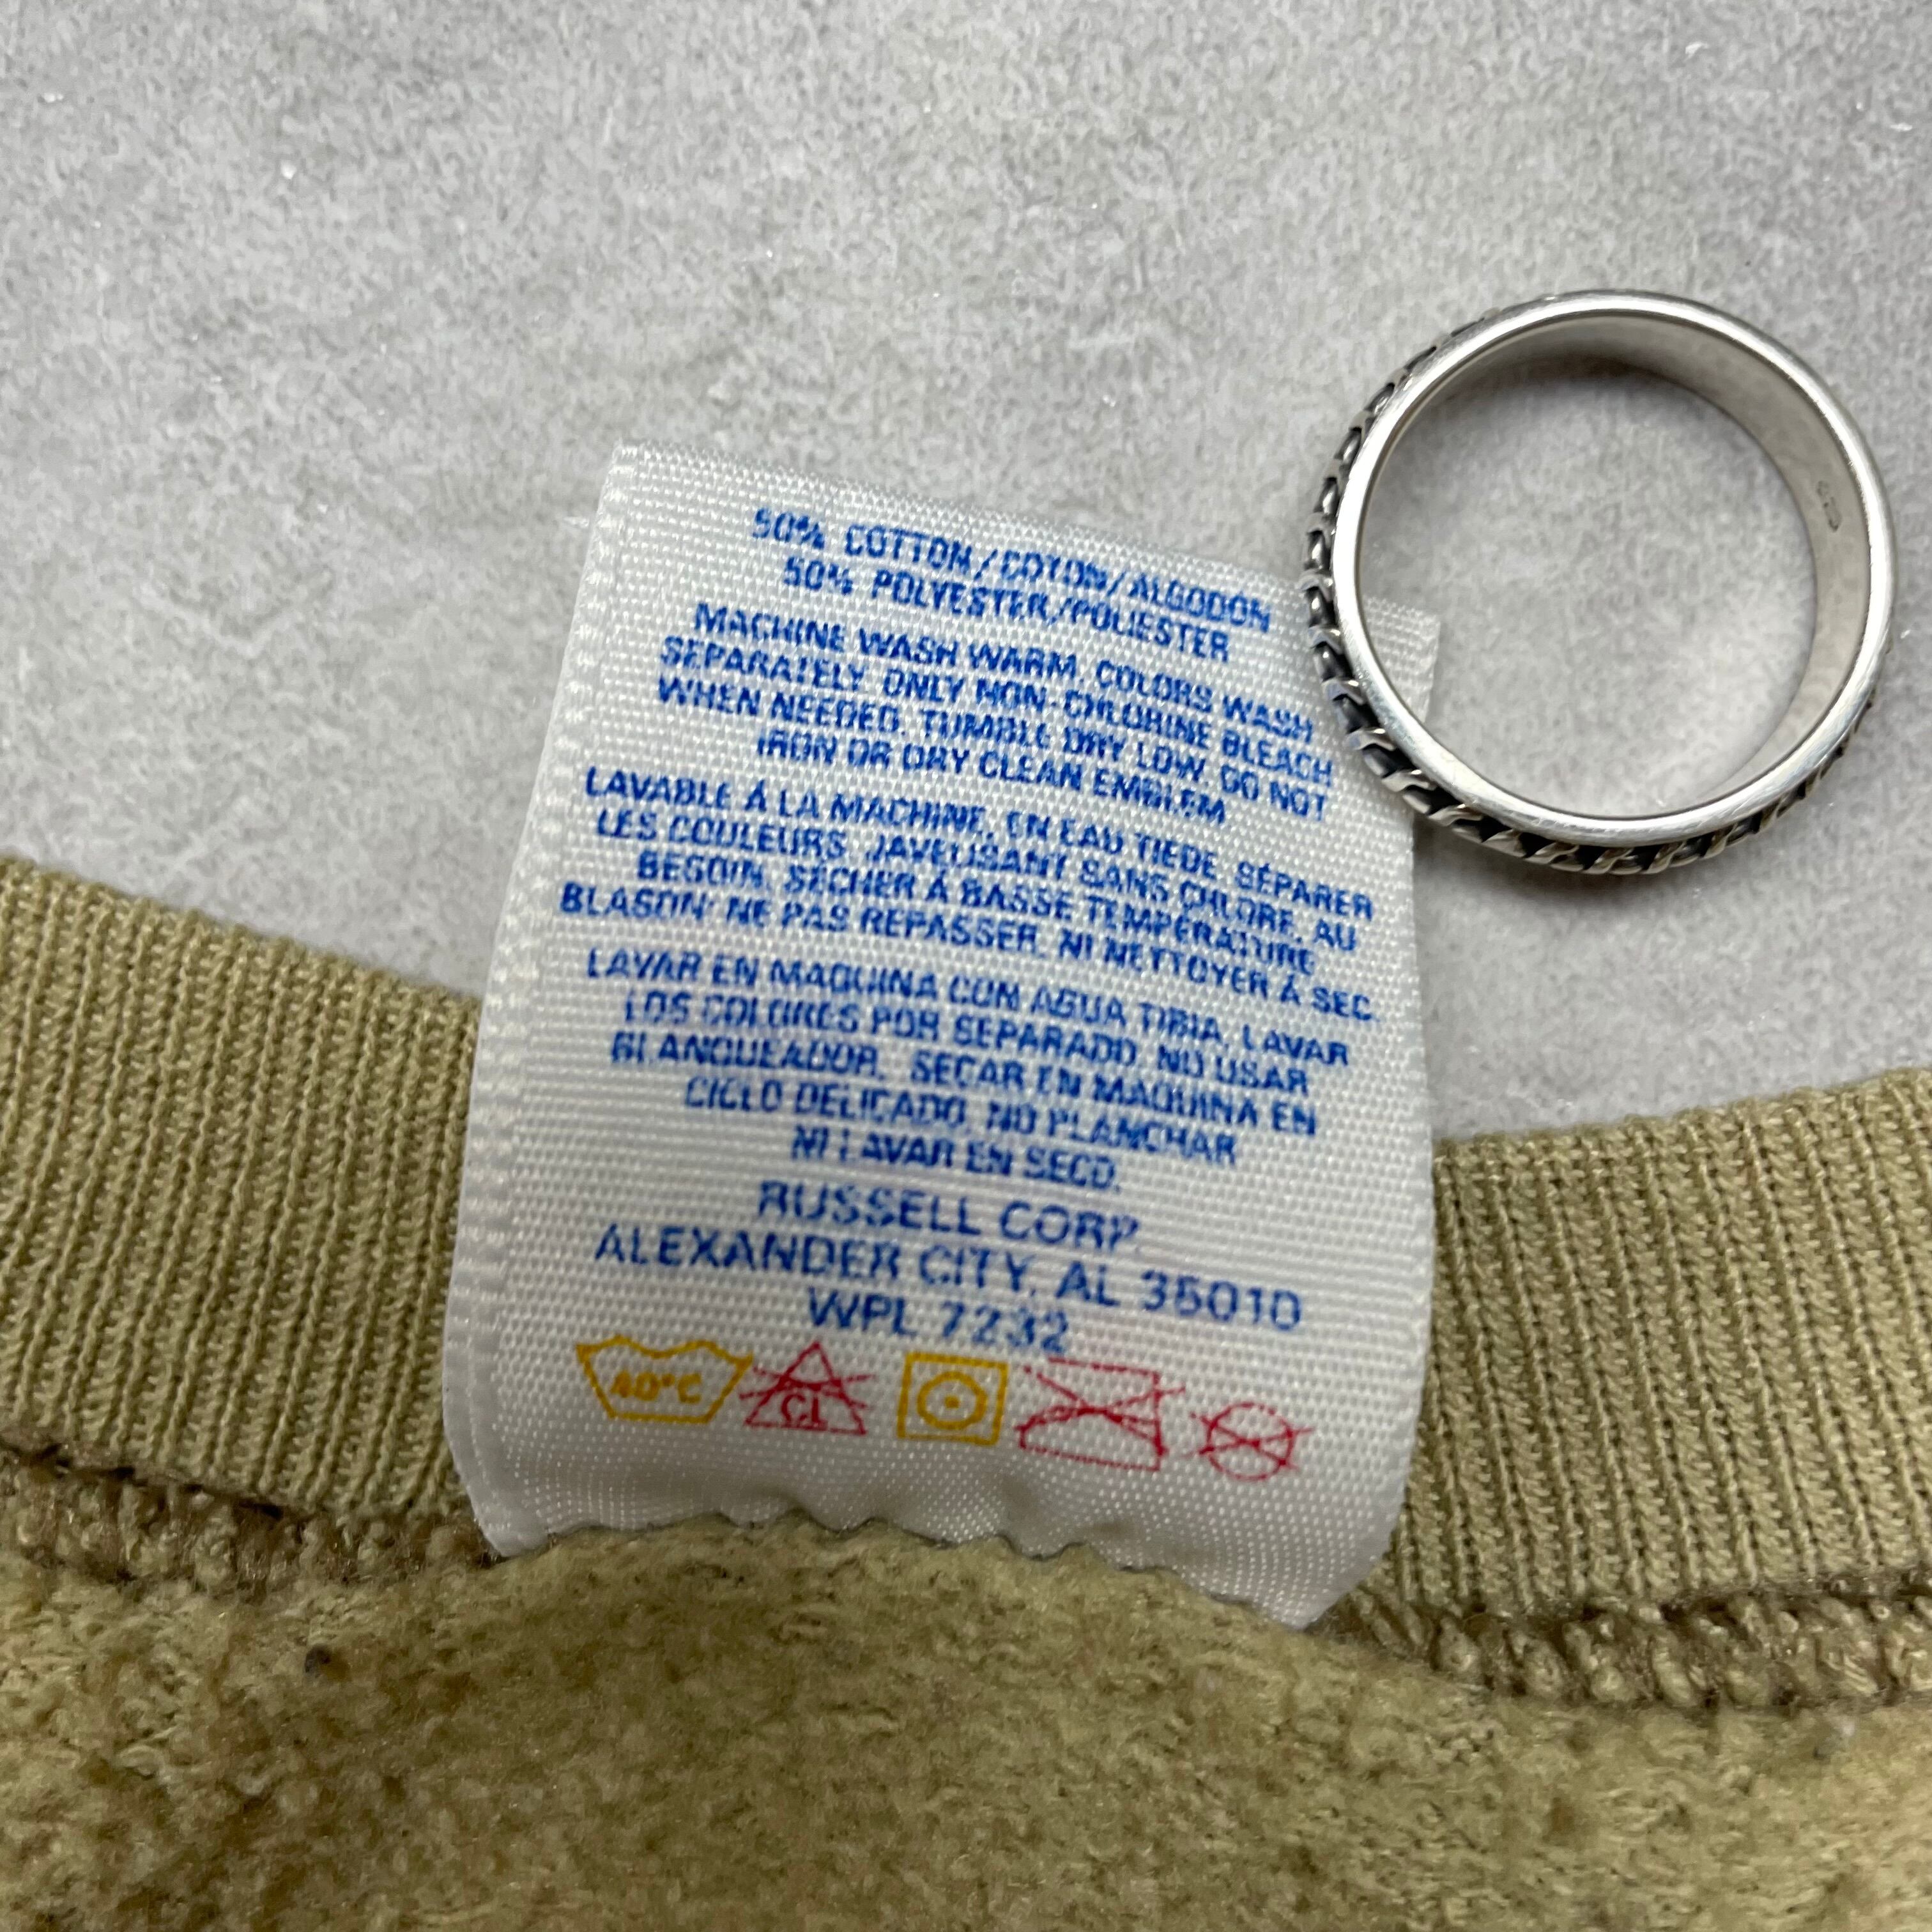 50% COTTON/COTON/ALGODON
50% POLYESTER/POLIESTER
MACHINE WASH WARM, COLORS WASH
SEPARATELY, ONLY NON-CHLORINE BLEACH
WHEN NEEDED. TUMBLE DRY LOW. DO NOT
IRON OR DRY CLEAN EMBLEM
LAVABLE À LA MACHINE, EN EAU TIEDE, SÉPARER
LES COULEURS. JAVELISANT SANS CHLORE, AU
BESOIN. SÉCHER À BASSE TEMPÉRATURE
BLASON: NE PAS REPASSER, NI NETTOYER À SEC.
LAVAR EN MAQUINA CON AGUA TIBIA, LAVAR
LOS COLORES POR SEPARADO, NO USAR
BLANQUEADOR. SECAR EN MAQUINA EN
CICLO DELICADO, NO PLANCHAR
NI LAVAR EN SECO.
RUSSELL CORP.
ALEXANDER CITY, AL 35010
WPL 7232
40°C CL